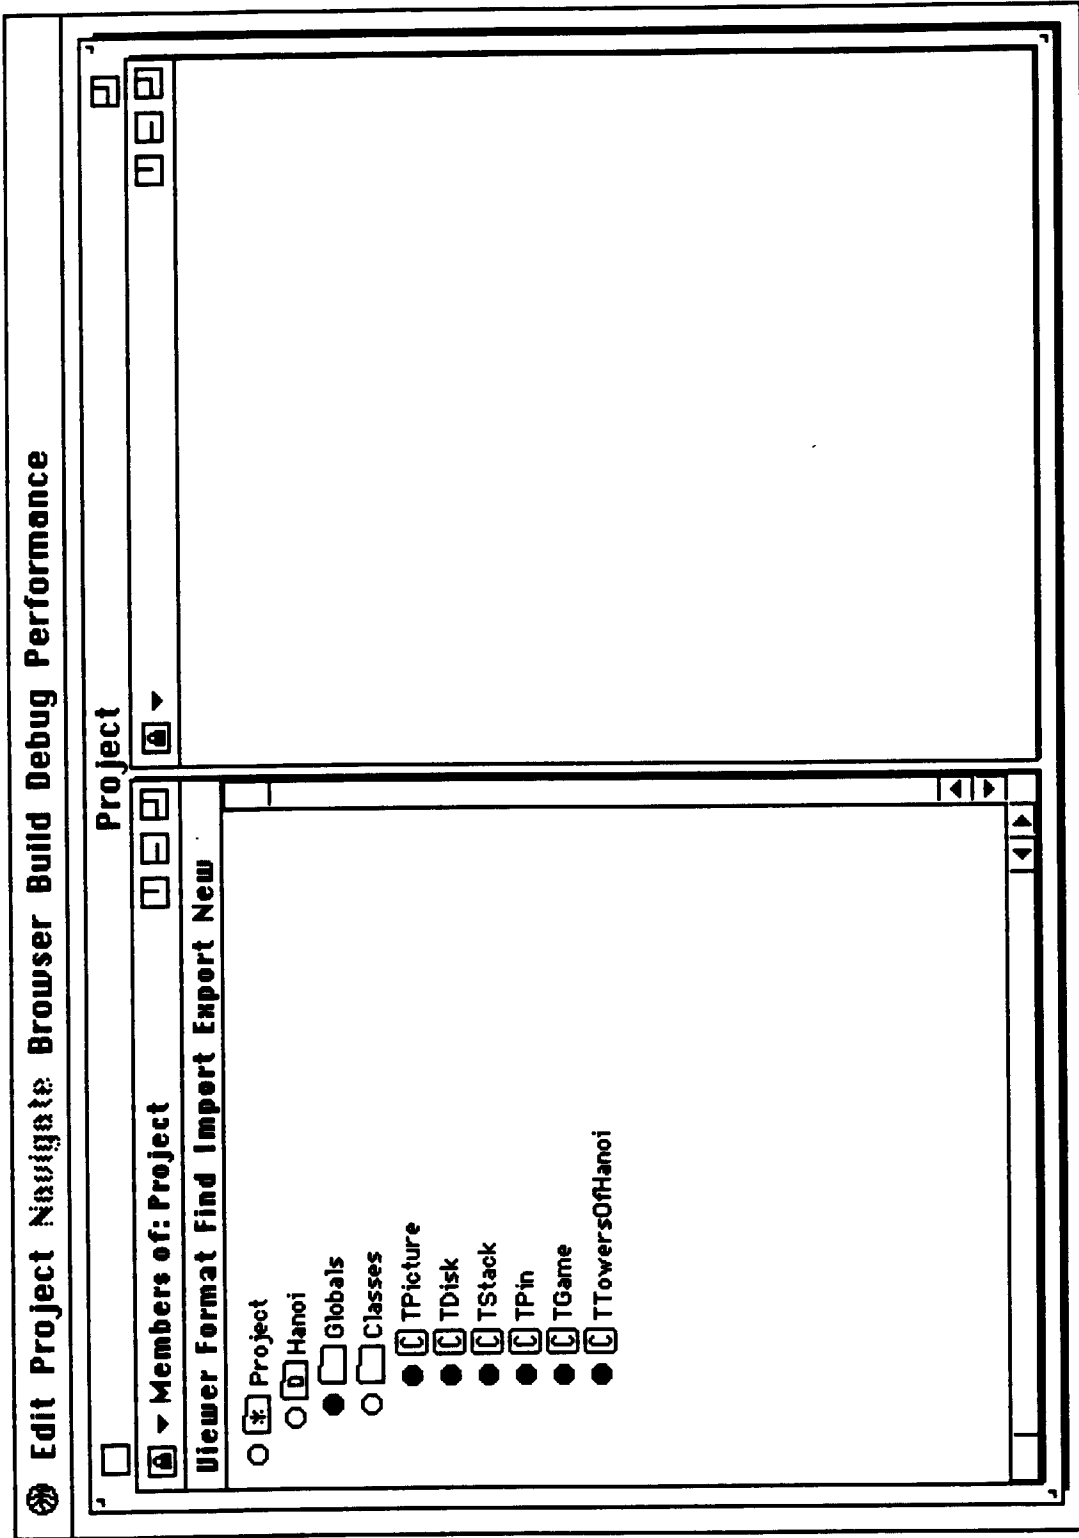 Edit Project Navigate Browser Build Debug Performance
Project
Members of: Project
Viewer Format Find Import Export New
* Project
D Hanoi
Globals
Classes
C TPicture
C TDisk
C TStack
C TPin
C TGame
C TTowersOfHanoi